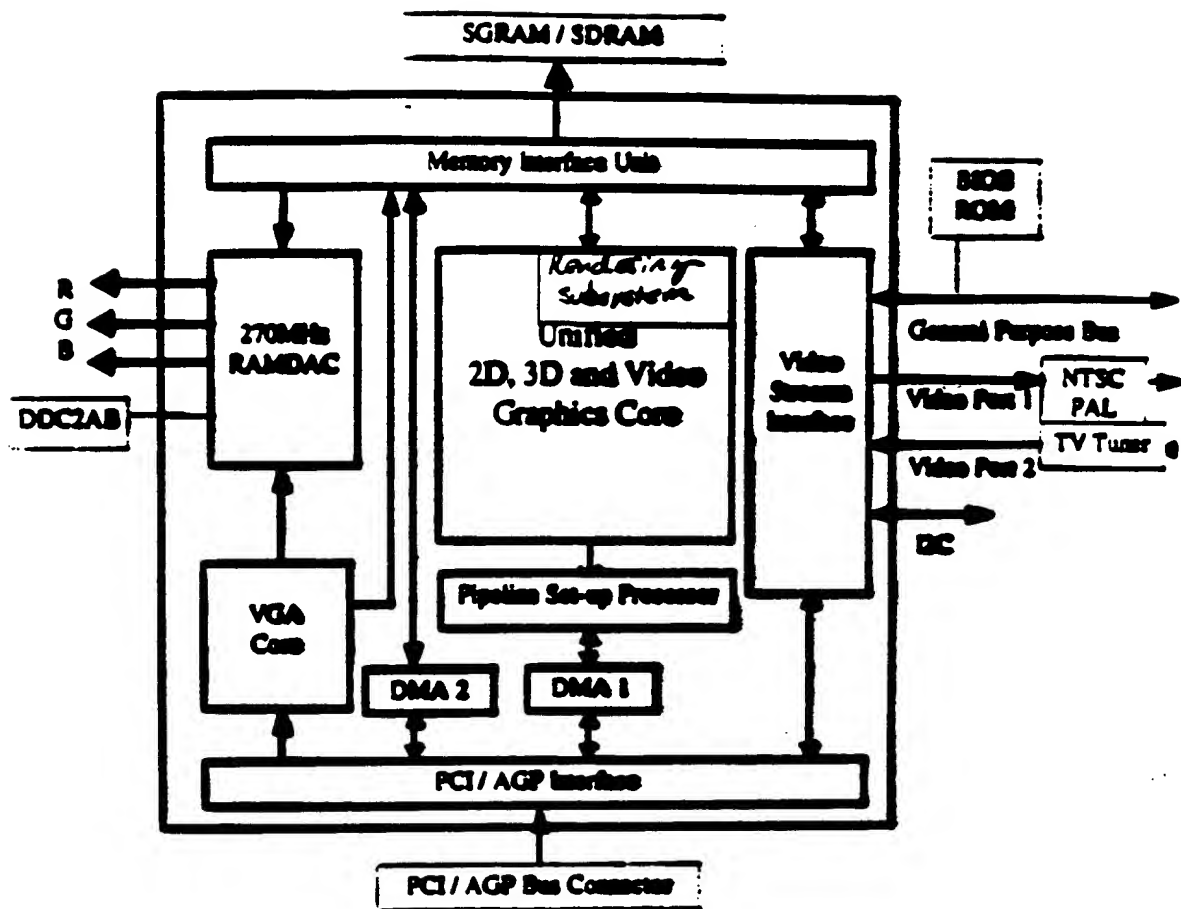 SGRAM / SDRAM
Memory Interface Unit
BIOS
ROM
Rendering
subsystem
R
G
B
270MHz
RAMDAC
Unified
2D, 3D and Video
Graphics Core
Video
Streams
Interface
General Purpose Bus
Video Port 1
NTSC
PAL
DDC2AB
TV Tuner
Video Port 2
I2C
Pipeline Set-up Processor
VGA
Core
DMA 2
DMA 1
PCI / AGP Interface
PCI / AGP Bus Connector